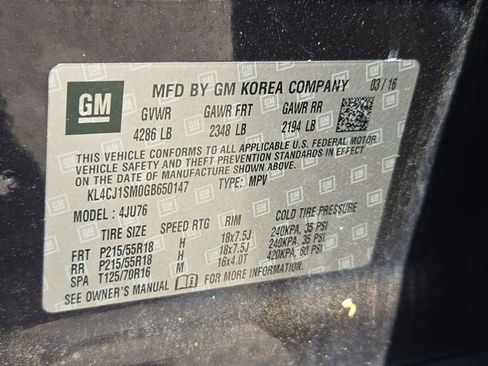 GM
MFD BY GM KOREA COMPANY 03/16
GVWR GAWR FRT GAWR RR
4286 LB 2348 LB 2194 LB
THIS VEHICLE CONFORMS TO ALL APPLICABLE U.S. FEDERAL MOTOR
VEHICLE SAFETY, BUMPER, AND THEFT PREVENTION STANDARDS IN EFFECT ON THE
DATE OF MANUFACTURE SHOWN ABOVE.
KL4CJ1SM0GB650147 TYPE: MPV
MODEL: 4JU76
TIRE SIZE SPEED RTG RIM COLD TIRE PRESSURE
FRT P215/55R18 H 18x7.5J 240KPA, 35 PSI
RR P215/55R18 H 18x7.5J 240KPA, 35 PSI
SPA T125/70R16 M 16x4.0T 420KPA, 60 PSI
SEE OWNER'S MANUAL